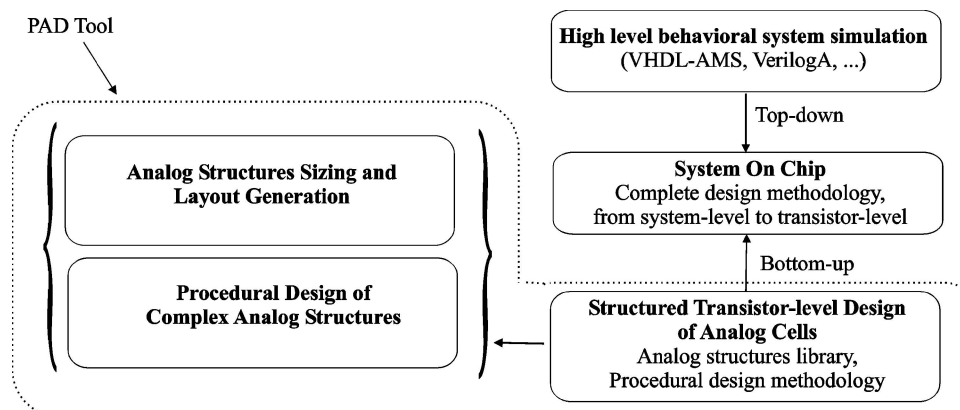 PAD Tool
Analog Structures Sizing and
Layout Generation
Procedural Design of
Complex Analog Structures
High level behavioral system simulation
(VHDL-AMS, VerilogA, ...)
Top-down
System On Chip
Complete design methodology,
from system-level to transistor-level
Bottom-up
Structured Transistor-level Design
of Analog Cells
Analog structures library,
Procedural design methodology